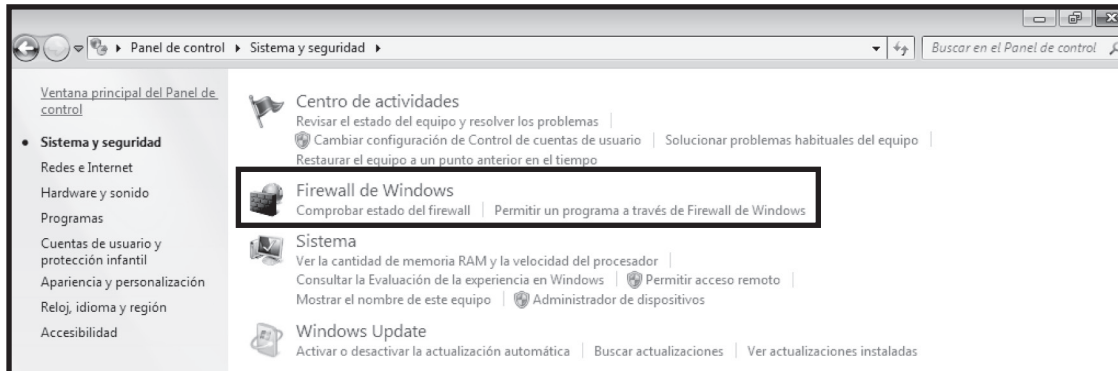 Panel de control Sistema y seguridad
Buscar en el Panel de control
Ventana principal del Panel de
control
Sistema y seguridad
Redes e Internet
Hardware y sonido
Programas
Cuentas de usuario y
protección infantil
Apariencia y personalización
Reloj, idioma y región
Accesibilidad
Centro de actividades
Revisar el estado del equipo y resolver los problemas
Cambiar configuración de Control de cuentas de usuario Solucionar problemas habituales del equipo
Restaurar el equipo a un punto anterior en el tiempo
Firewall de Windows
Comprobar estado del firewall Permitir un programa a través de Firewall de Windows
Sistema
Ver la cantidad de memoria RAM y la velocidad del procesador
Consultar la Evaluación de la experiencia en Windows Permitir acceso remoto
Mostrar el nombre de este equipo Administrador de dispositivos
Windows Update
Activar o desactivar la actualización automática Buscar actualizaciones Ver actualizaciones instaladas